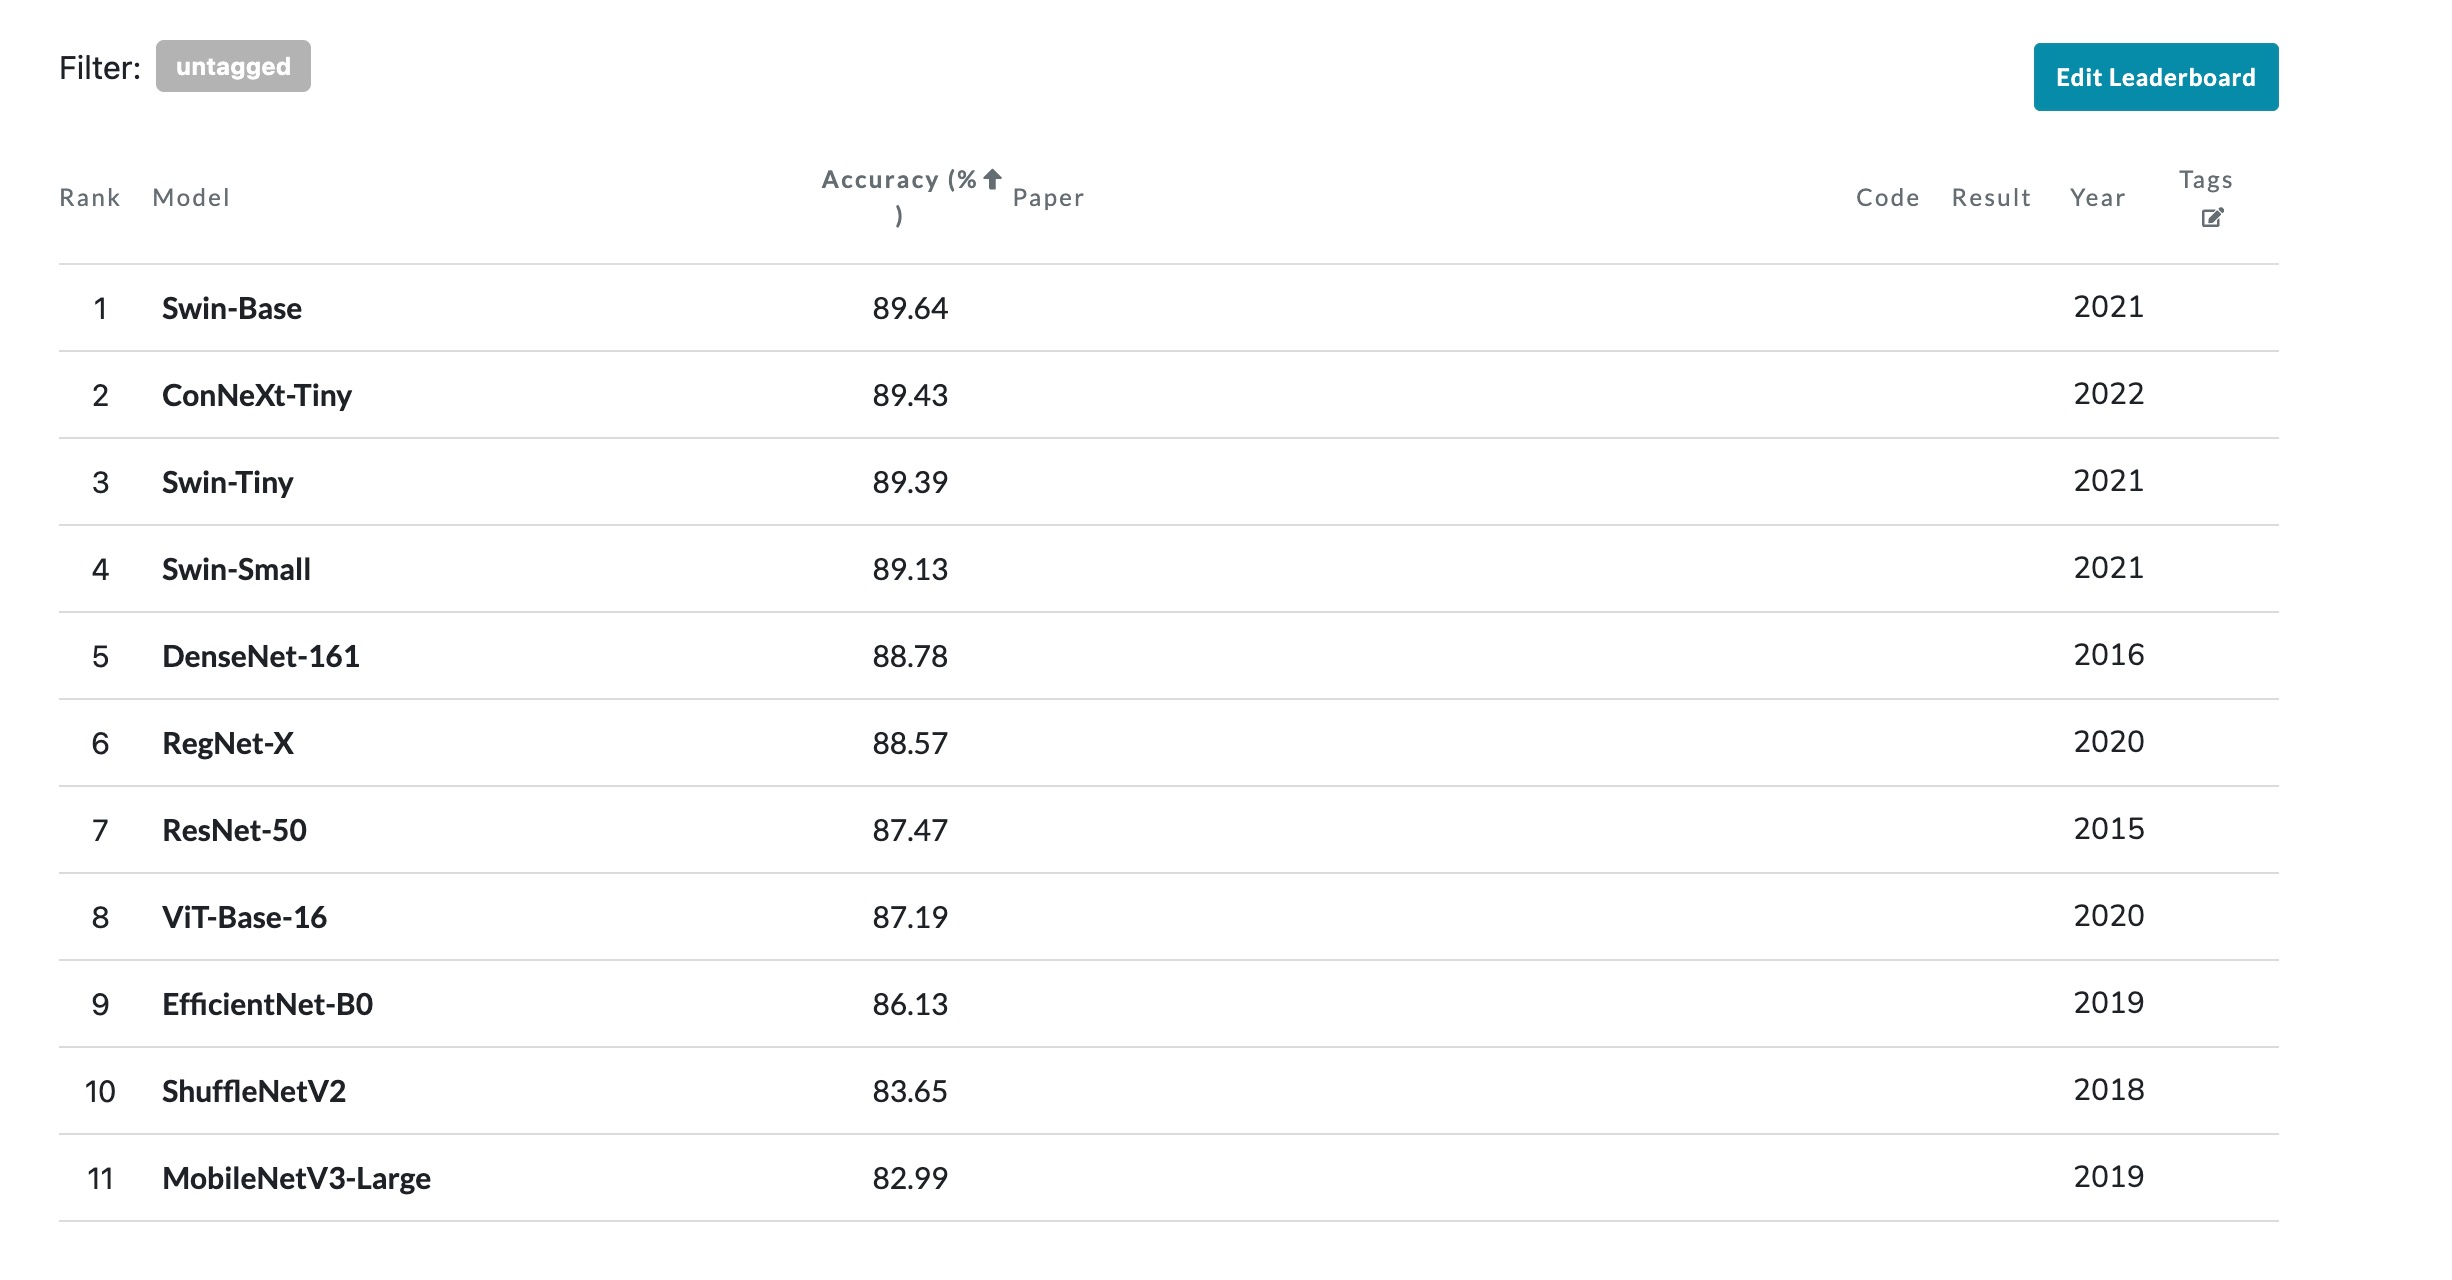 Filter: untagged
Edit Leaderboard
Rank Model Accuracy (%) Paper Code Result Year Tags
1 Swin-Base 89.64 2021
2 ConNeXt-Tiny 89.43 2022
3 Swin-Tiny 89.39 2021
4 Swin-Small 89.13 2021
5 DenseNet-161 88.78 2016
6 RegNet-X 88.57 2020
7 ResNet-50 87.47 2015
8 ViT-Base-16 87.19 2020
9 EfficientNet-B0 86.13 2019
10 ShuffleNetV2 83.65 2018
11 MobileNetV3-Large 82.99 2019